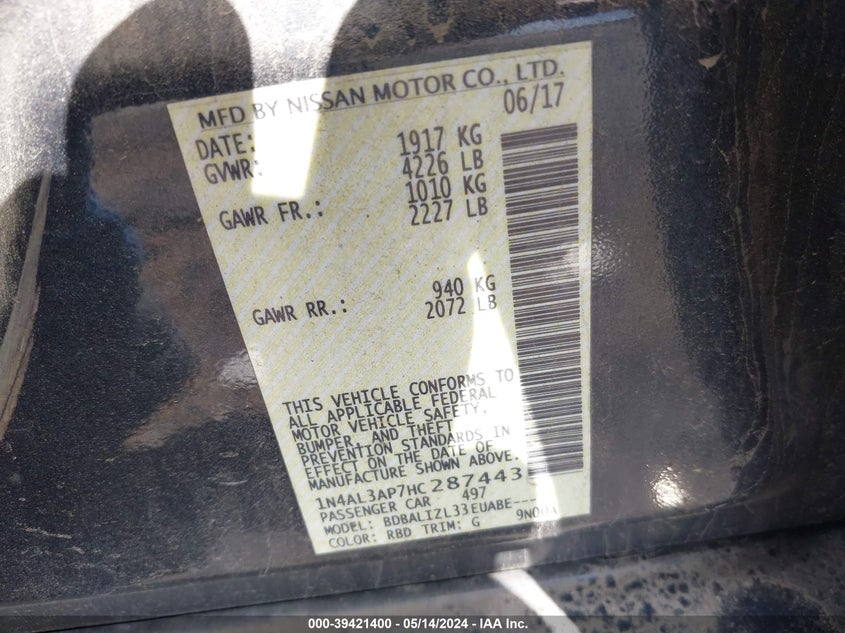 MFD BY NISSAN MOTOR CO., LTD.
DATE: 06/17
GVWR: 1917 KG
4226 LB
GAWR FR.: 1010 KG
2227 LB
GAWR RR.: 940 KG
2072 LB
THIS VEHICLE CONFORMS TO
ALL APPLICABLE FEDERAL
MOTOR VEHICLE SAFETY,
BUMPER, AND THEFT
PREVENTION STANDARDS IN
EFFECT ON THE DATE OF
MANUFACTURE SHOWN ABOVE.
1N4AL3AP7HC287443
PASSENGER CAR 497
MODEL: BDBALIZL33EUABE----
COLOR: RBD TRIM: G
000-39421400 / 05/14/2024 - IAA Inc.